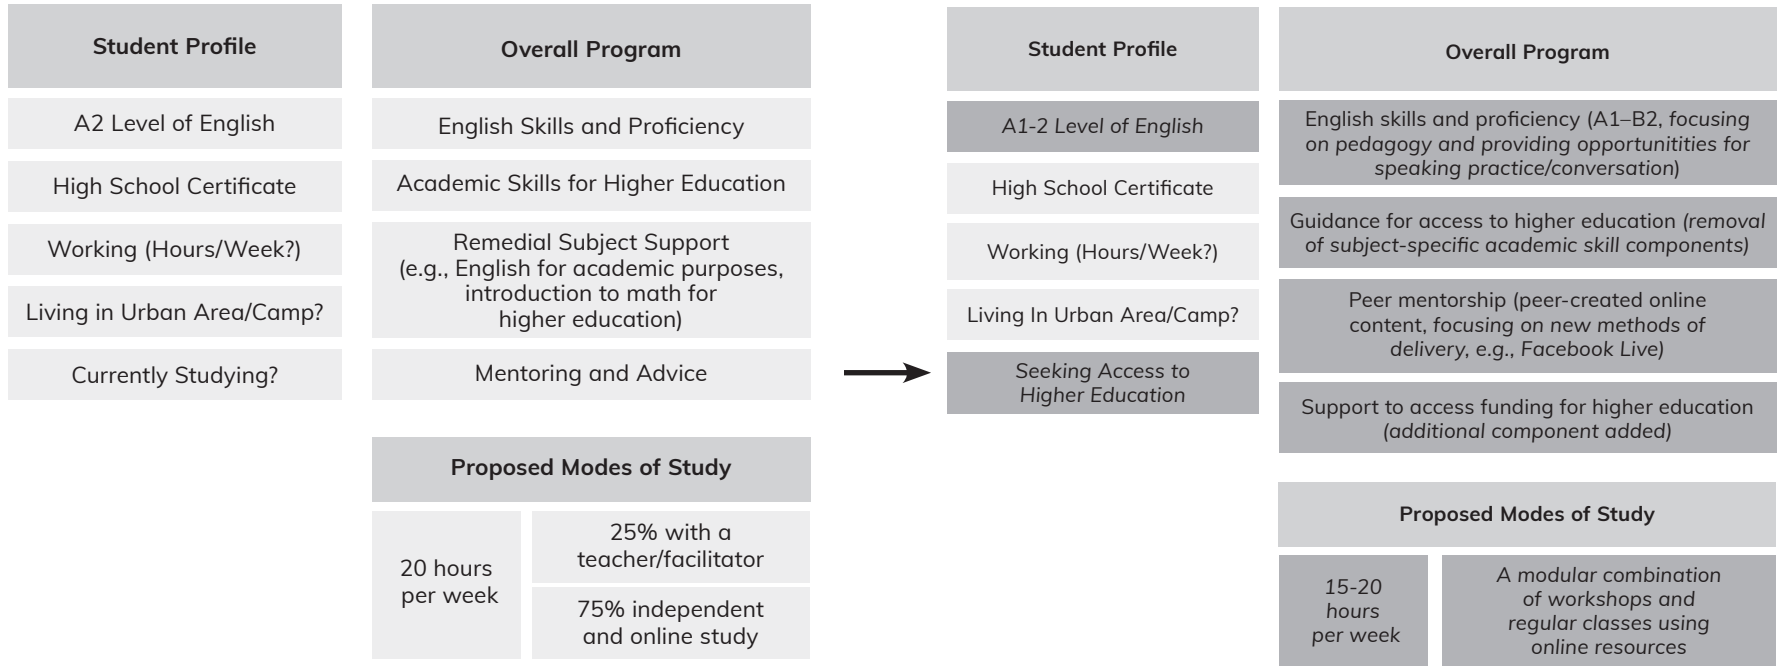 Student Profile
A2 Level of English
High School Certificate
Working (Hours/Week?)
Living in Urban Area/Camp?
Currently Studying?
Overall Program
English Skills and Proficiency
Academic Skills for Higher Education
Remedial Subject Support
(e.g., English for academic purposes,
introduction to math for
higher education)
Mentoring and Advice
Proposed Modes of Study
20 hours
per week
25% with a
teacher/facilitator
75% independent
and online study
Student Profile
A1-2 Level of English
High School Certificate
Working (Hours/Week?)
Living In Urban Area/Camp?
Seeking Access to
Higher Education
Overall Program
English skills and proficiency (A1–B2, focusing
on pedagogy and providing opportunitities for
speaking practice/conversation)
Guidance for access to higher education (removal
of subject-specific academic skill components)
Peer mentorship (peer-created online
content, focusing on new methods of
delivery, e.g., Facebook Live)
Support to access funding for higher education
(additional component added)
Proposed Modes of Study
15-20
hours
per week
A modular combination
of workshops and
regular classes using
online resources